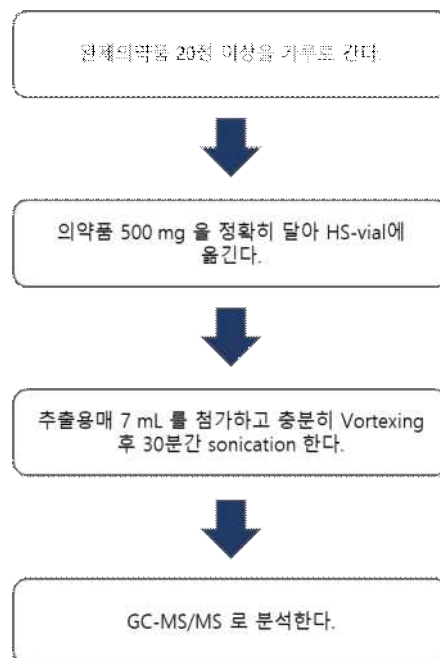 완제의약품 20정 이상을 가루로 간다.
의약품 500 mg 을 정확히 달아 HS-vial에
옮긴다.
추출용매 7 mL 를 첨가하고 충분히 Vortexing
후 30분간 sonication 한다.
GC-MS/MS 로 분석한다.